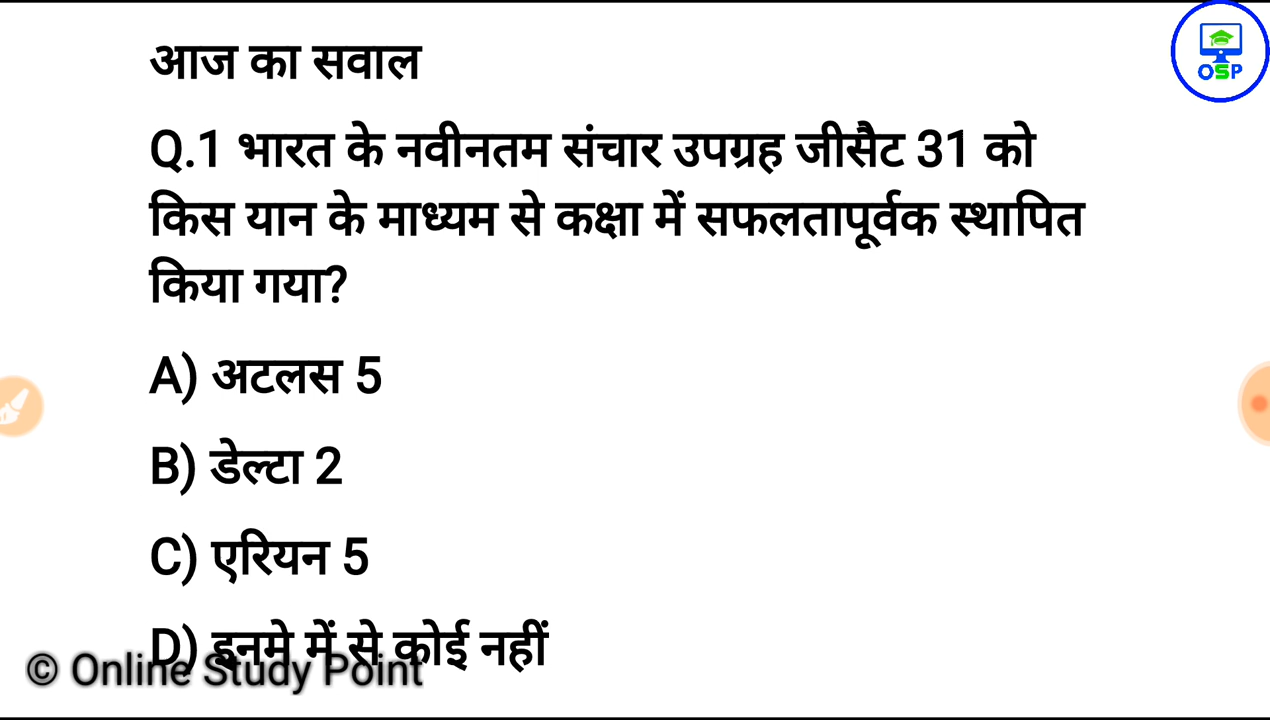 OSP
आज का सवाल
Q.1 भारत के नवीनतम संचार उपग्रह जीसैट 31 को
किस यान के माध्यम से कक्षा में सफलतापूर्वक स्थापित
किया गया?
A) अटलस 5
B) डेल्टा 2
C) एरियन 5
D) इनमे में से कोई नहीं
© Online Study Point